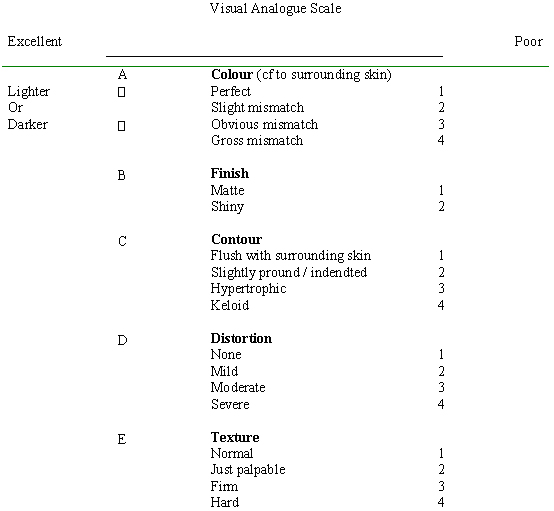 Visual Analogue Scale
Excellent Poor
A Colour (cf to surrounding skin)
Lighter Perfect 1
Or Slight mismatch 2
Darker Obvious mismatch 3
Gross mismatch 4
B Finish
Matte 1
Shiny 2
C Contour
Flush with surrounding skin 1
Slightly pround / indendted 2
Hypertrophic 3
Keloid 4
D Distortion
None 1
Mild 2
Moderate 3
Severe 4
E Texture
Normal 1
Just palpable 2
Firm 3
Hard 4